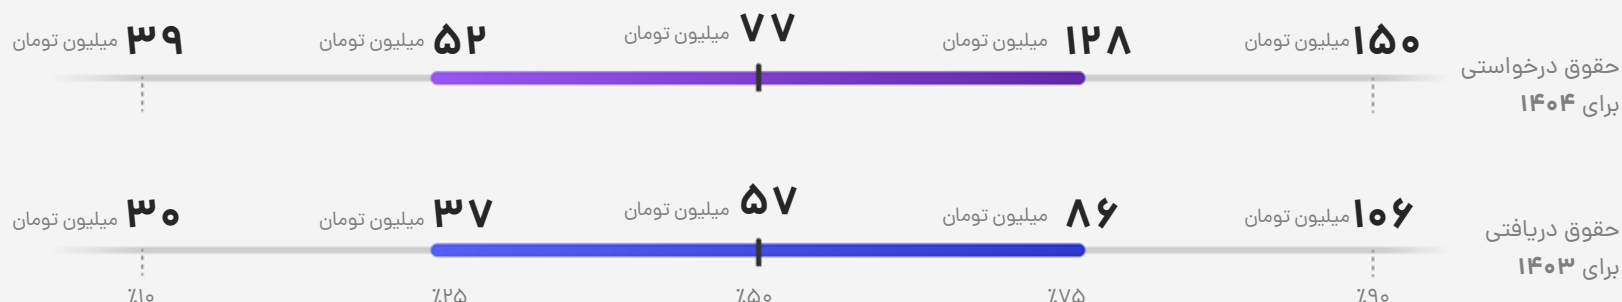 حقوق درخواستی
برای ۱۴۰۴
۱۵۰ میلیون تومان
۱۲۸ میلیون تومان
۷۷ میلیون تومان
۵۲ میلیون تومان
۳۹ میلیون تومان
حقوق دریافتی
برای ۱۴۰۳
۱۰۶ میلیون تومان
۸۶ میلیون تومان
۵۷ میلیون تومان
۳۷ میلیون تومان
۳۰ میلیون تومان
٪۹۰
٪۷۵
٪۵۰
٪۲۵
٪۱۰